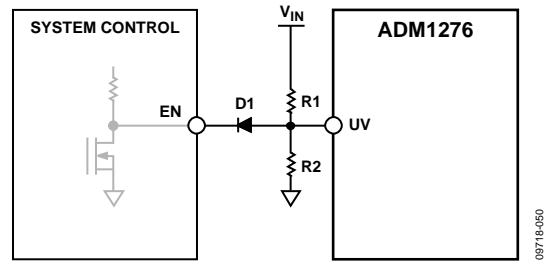 SYSTEM CONTROL
EN
D1
VIN
R1
R2
ADM1276
UV
09718-050